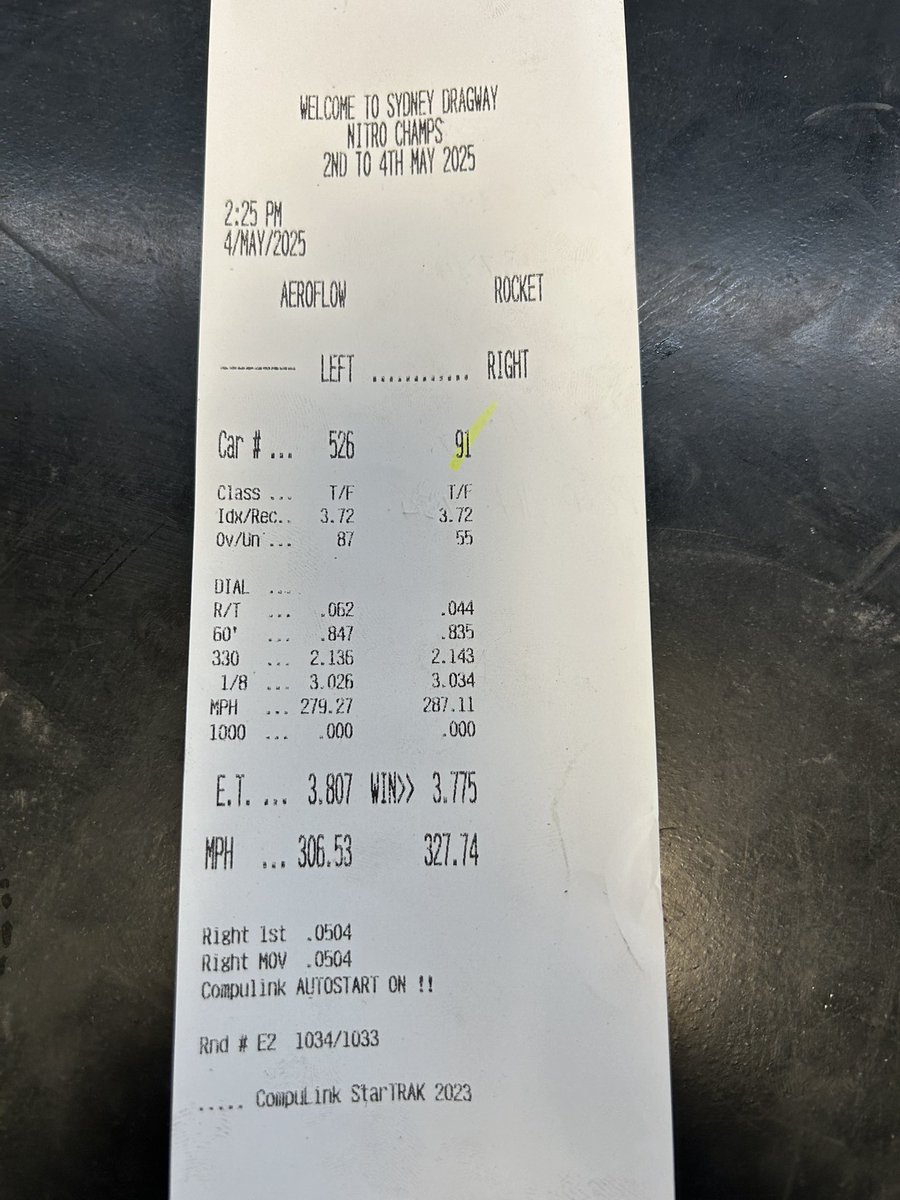 WELCOME TO SYDNEY DRAGWAY
NITRO CHAMPS
2ND TO 4TH MAY 2025
2:25 PM
4/MAY/2025
AEROFLOW ROCKET
---------- LEFT ............ RIGHT
Car # ... 526 91
Class ... T/F T/F
Idx/Rec.. 3.72 3.72
Ov/Un ... 87 55
DIAL ....
R/T ... .062 .044
60' ... .847 .835
330 ... 2.136 2.143
1/8 ... 3.026 3.034
MPH ... 279.27 287.11
1000 ... .000 .000
E.T. ... 3.807 WIN>> 3.775
MPH ... 306.53 327.74
Right 1st .0504
Right MOV .0504
Compulink AUTOSTART ON !!
Rnd # E2 1034/1033
..... CompuLink StarTRAK 2023